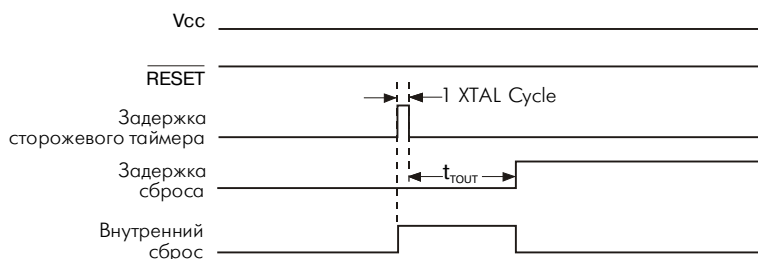 Vcc
RESET
1 XTAL Cycle
Задержка
сторожевого таймера
Задержка
сброса
tTOUT
Внутренний
сброс